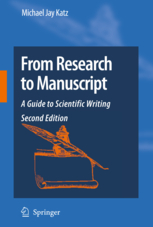 Michael Jay Katz
From Research
to Manuscript
A Guide to Scientific Writing
Second Edition
Springer